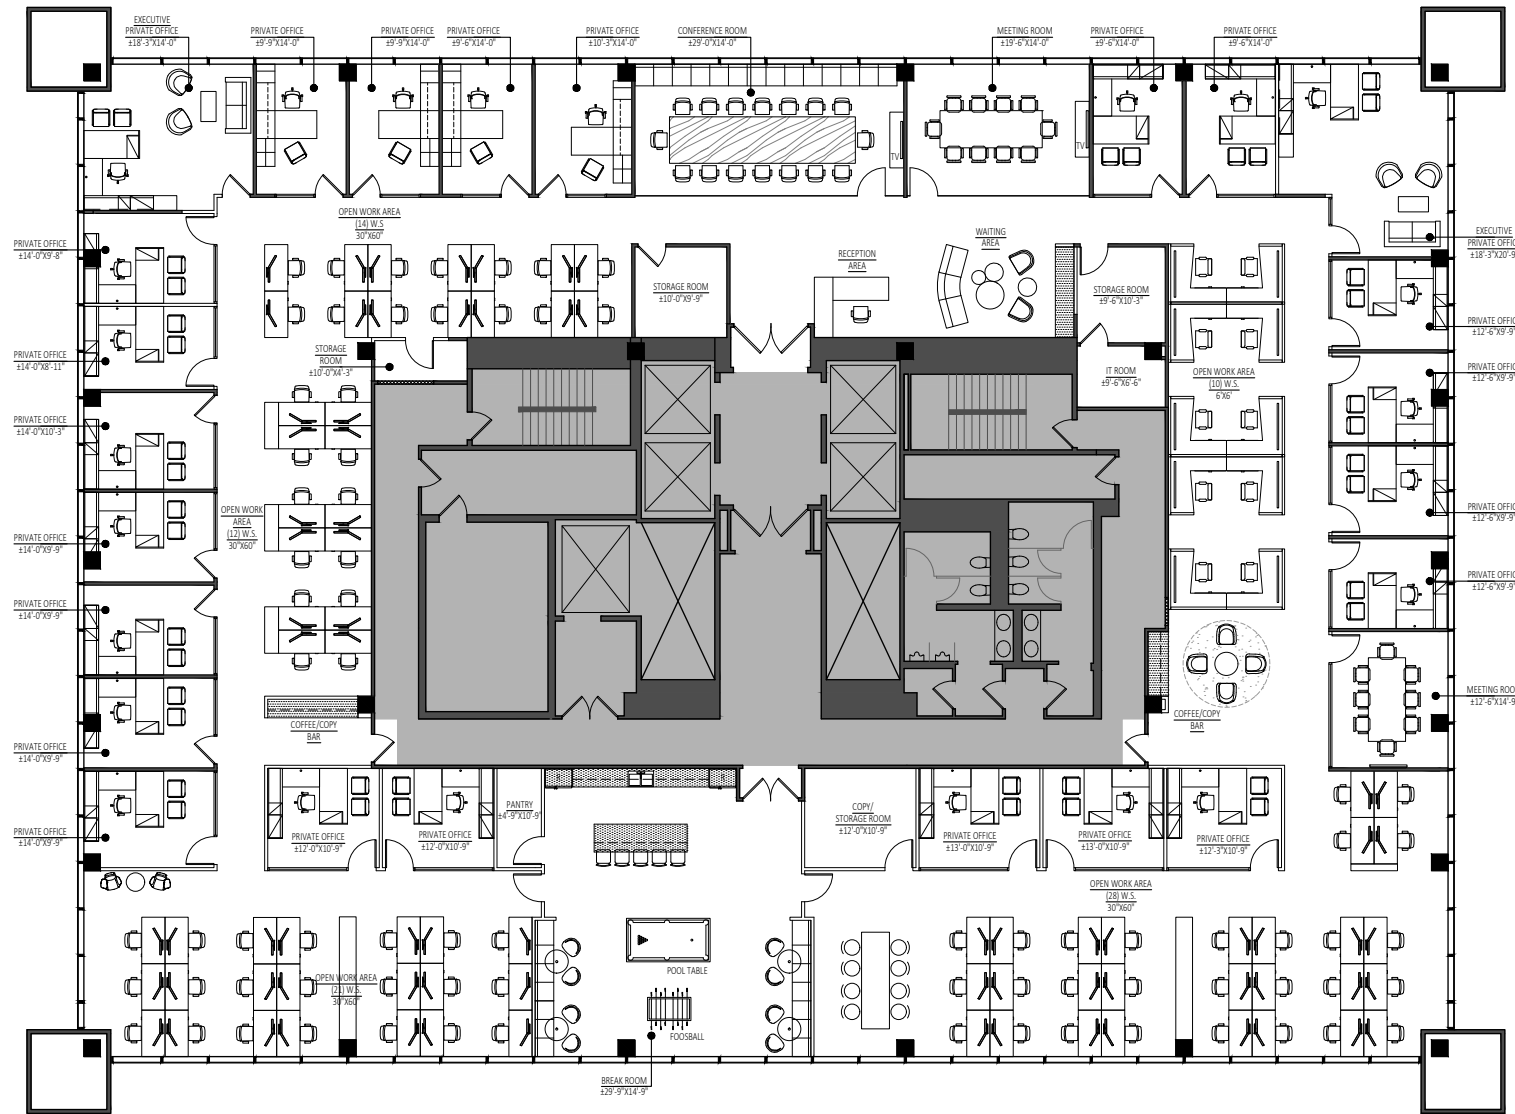 EXECUTIVE
PRIVATE OFFICE
±18'-3"X14'-0"
PRIVATE OFFICE
±9'-9"X14'-0"
PRIVATE OFFICE
±9'-9"X14'-0"
PRIVATE OFFICE
±9'-6"X14'-0"
PRIVATE OFFICE
±10'-3"X14'-0"
CONFERENCE ROOM
±29'-0"X14'-0"
MEETING ROOM
±19'-6"X14'-0"
PRIVATE OFFICE
±9'-6"X14'-0"
PRIVATE OFFICE
±9'-6"X14'-0"
TV
TV
OPEN WORK AREA
(14) W.S
30"X60"
PRIVATE OFFICE
±14'-0"X9'-8"
STORAGE ROOM
±10'-0"X9'-9"
RECEPTION
AREA
WAITING
AREA
STORAGE ROOM
±9'-6"X10'-3"
EXECUTIVE
PRIVATE OFFIC
±18'-3"X20'-9"
PRIVATE OFFICE
±14'-0"X8'-11"
STORAGE
ROOM
±10'-0"X4'-3"
IT ROOM
±9'-6"X6'-6"
OPEN WORK AREA
(10) W.S.
6'X6'
PRIVATE OFFIC
±12'-6"X9'-9"
PRIVATE OFFIC
±12'-6"X9'-9"
PRIVATE OFFICE
±14'-0"X10'-3"
OPEN WORK
AREA
(12) W.S.
30"X60"
PRIVATE OFFICE
±14'-0"X9'-9"
PRIVATE OFFIC
±12'-6"X9'-9"
PRIVATE OFFIC
±12'-6"X9'-9"
PRIVATE OFFICE
±14'-0"X9'-9"
MEETING ROO
±12'-6"X14'-9
COFFEE/COPY
BAR
COFFEE/COPY
BAR
PRIVATE OFFICE
±14'-0"X9'-9"
PRIVATE OFFICE
±14'-0"X9'-9"
PRIVATE OFFICE
±12'-0"X10'-9"
PRIVATE OFFICE
±12'-0"X10'-9"
PANTRY
±4'-9"X10'-9"
COPY/
STORAGE ROOM
±12'-0"X10'-9"
PRIVATE OFFICE
±13'-0"X10'-9"
PRIVATE OFFICE
±13'-0"X10'-9"
PRIVATE OFFICE
±12'-3"X10'-9"
OPEN WORK AREA
(28) W.S.
30"X60"
OPEN WORK AREA
(21) W.S.
30"X60"
POOL TABLE
FOOSBALL
BREAK ROOM
±29'-9"X14'-9"